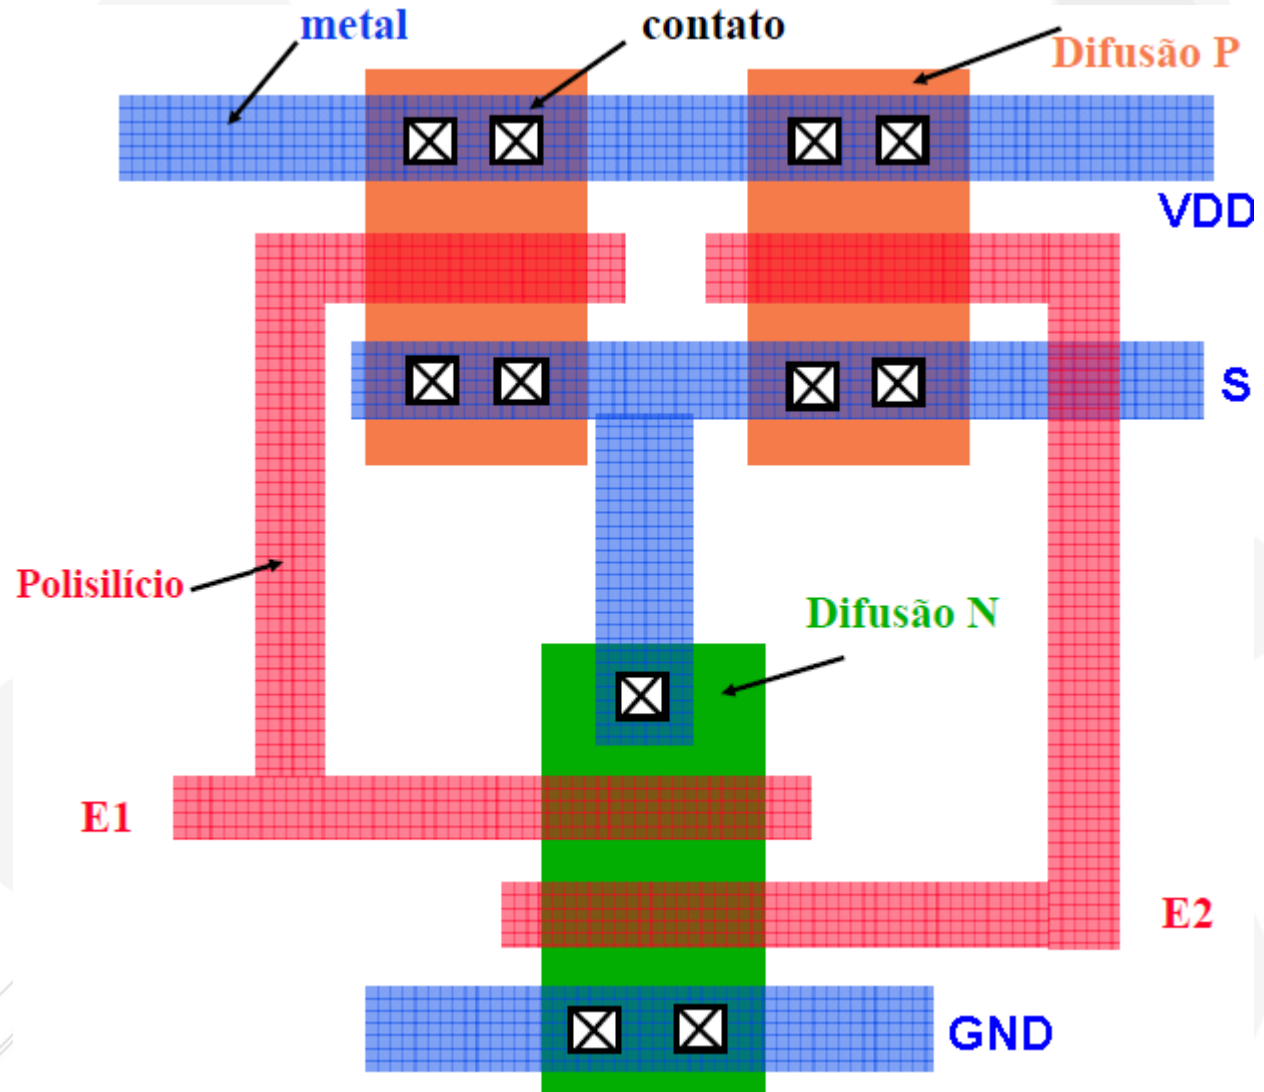 metal
contato
Difusão P
VDD
S
Polisilício
Difusão N
E1
E2
GND